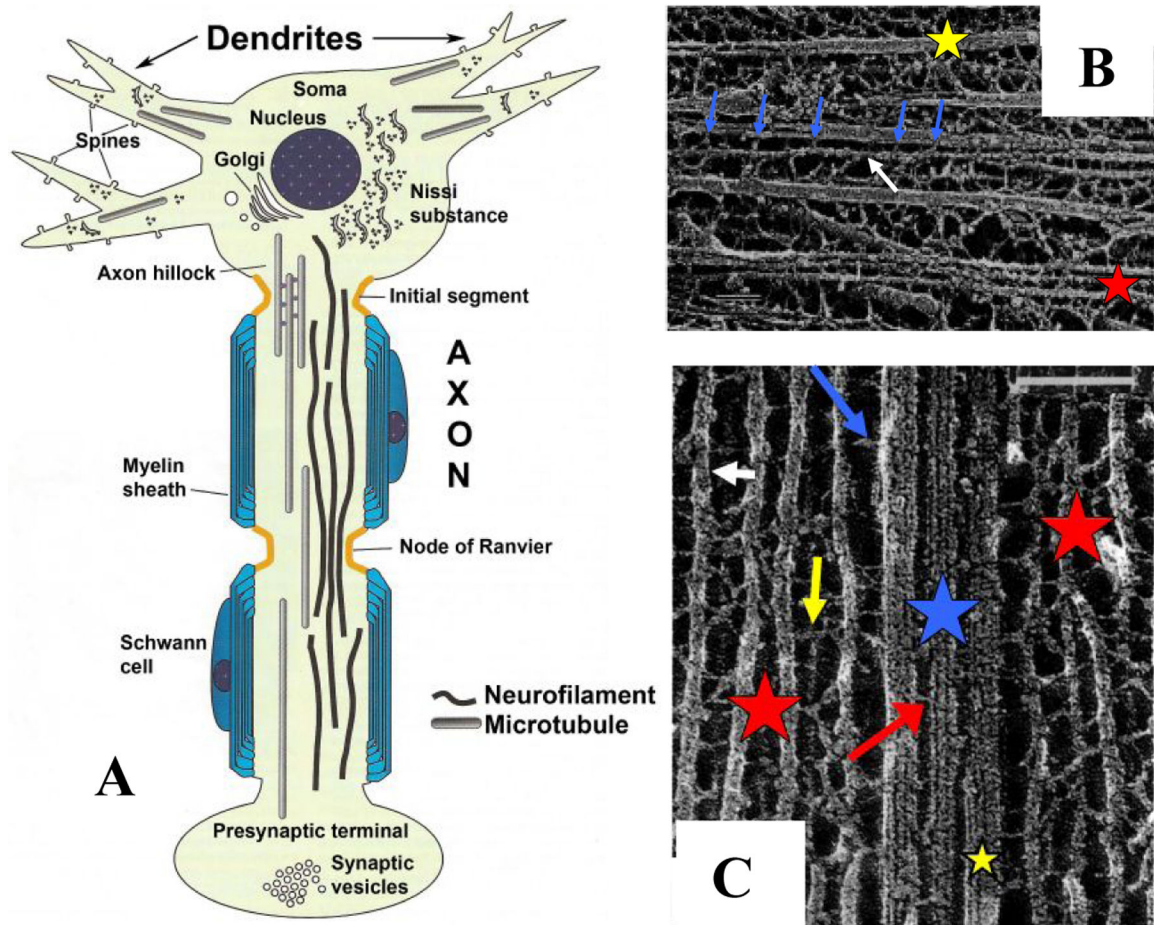 Dendrites
Soma
Nucleus
Spines
Golgi
Nissi
substance
Axon hillock
Initial segment
A
X
O
N
Myelin
sheath
Node of Ranvier
Schwann
cell
Neurofilament
Microtubule
A
Presynaptic terminal
Synaptic
vesicles
B
C